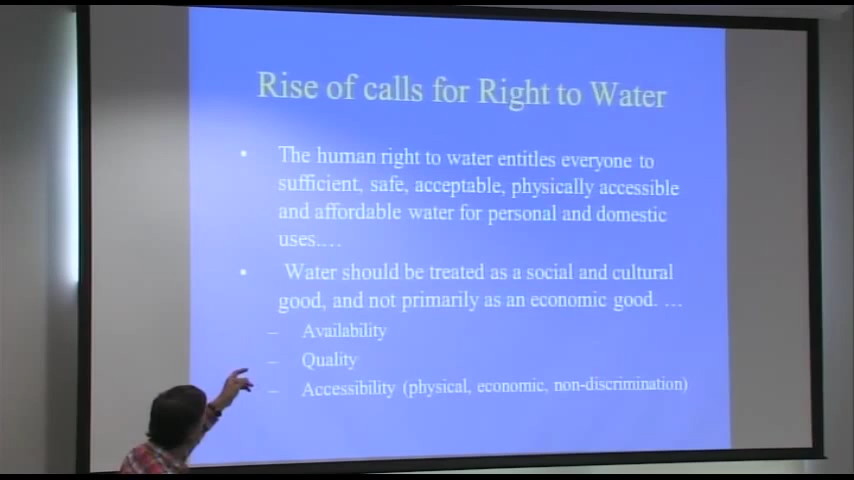 Rise of calls for Right to Water
• The human right to water entitles everyone to
sufficient, safe, acceptable, physically accessible
and affordable water for personal and domestic
uses.…
• Water should be treated as a social and cultural
good, and not primarily as an economic good. …
– Availability
– Quality
– Accessibility (physical, economic, non-discrimination)